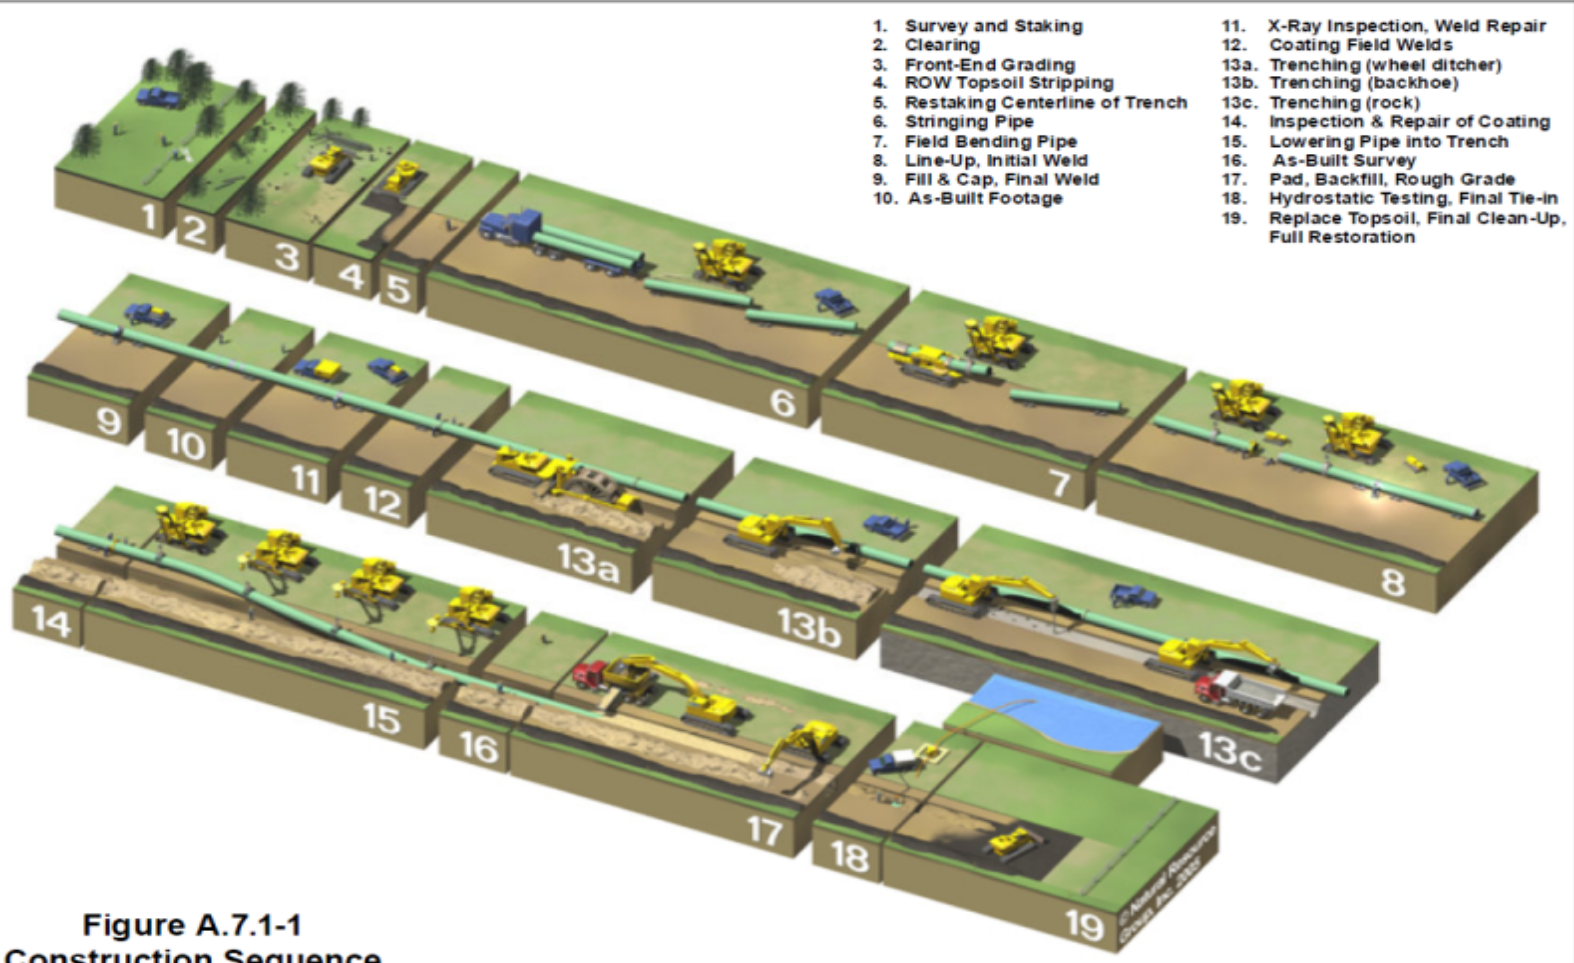 1. Survey and Staking
2. Clearing
3. Front-End Grading
4. ROW Topsoil Stripping
5. Restaking Centerline of Trench
6. Stringing Pipe
7. Field Bending Pipe
8. Line-Up, Initial Weld
9. Fill & Cap, Final Weld
10. As-Built Footage
11. X-Ray Inspection, Weld Repair
12. Coating Field Welds
13a. Trenching (wheel ditcher)
13b. Trenching (backhoe)
13c. Trenching (rock)
14. Inspection & Repair of Coating
15. Lowering Pipe into Trench
16. As-Built Survey
17. Pad, Backfill, Rough Grade
18. Hydrostatic Testing, Final Tie-in
19. Replace Topsoil, Final Clean-Up,
Full Restoration
1
2
3
4
5
6
7
8
9
10
11
12
13a
13b
13c
14
15
16
17
18
19
© Natural Resource
Group, Inc. 2005
Figure A.7.1-1
Construction Sequence